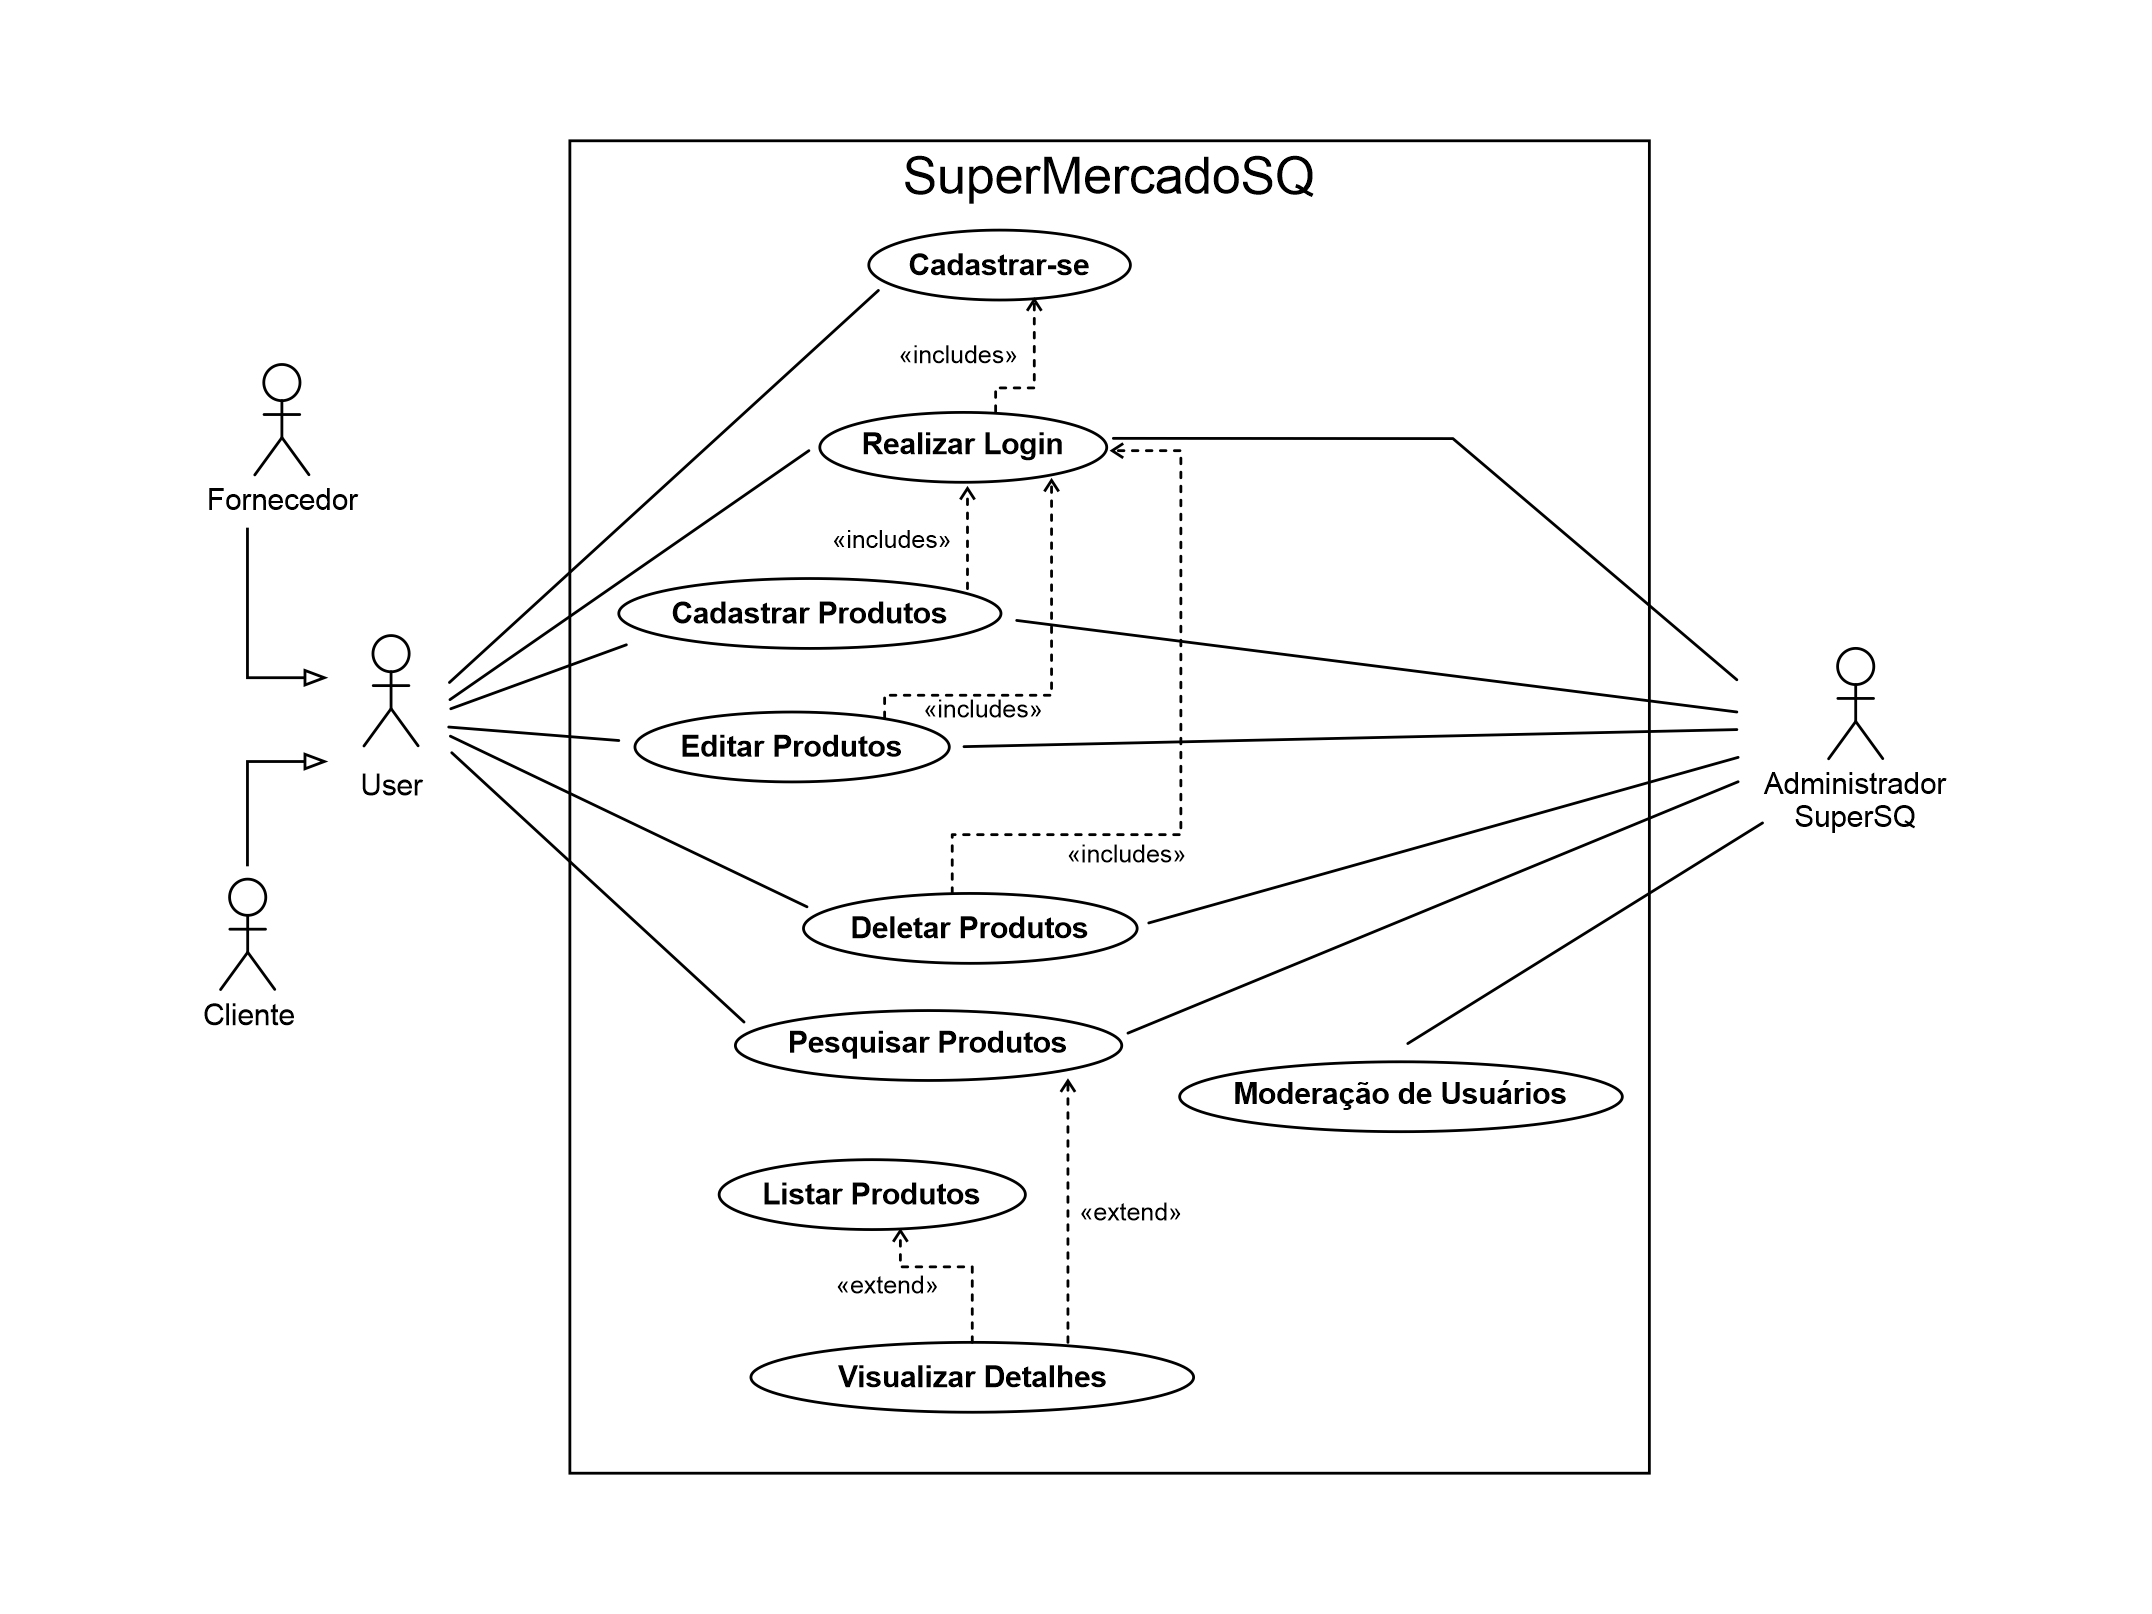 SuperMercadoSQ
Cadastrar-se
«includes»
Realizar Login
Fornecedor
«includes»
Cadastrar Produtos
«includes»
Editar Produtos
User
Administrador
SuperSQ
«includes»
Deletar Produtos
Cliente
Pesquisar Produtos
Moderação de Usuários
Listar Produtos
«extend»
«extend»
Visualizar Detalhes